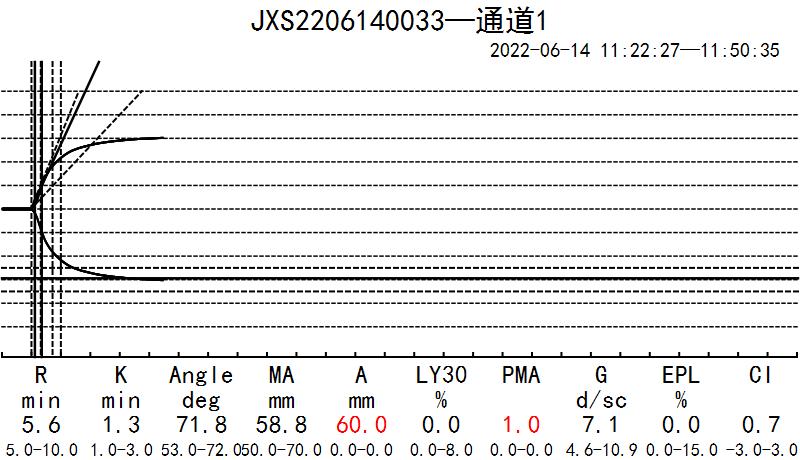 JXS2206140033—通道1
2022-06-14 11:22:27—11:50:35
R K Angle MA A LY30 PMA G EPL CI
min min deg mm mm % d/sc %
5.6 1.3 71.8 58.8 60.0 0.0 1.0 7.1 0.0 0.7
5.0-10.0 1.0-3.0 53.0-72.0 50.0-70.0 0.0-0.0 0.0-8.0 0.0-0.0 4.6-10.9 0.0-15.0 -3.0-3.0